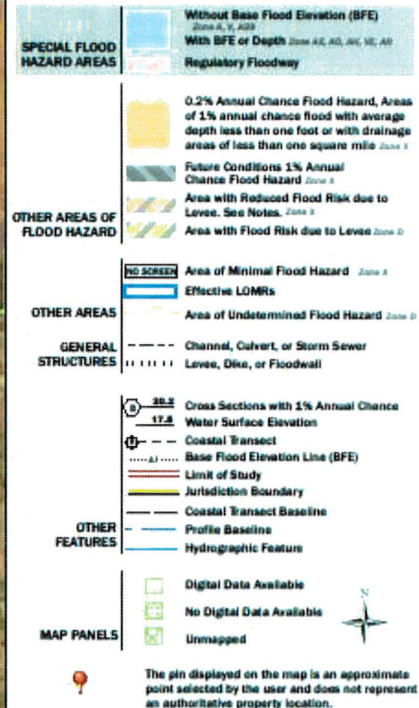 SPECIAL FLOOD HAZARD AREAS
Without Base Flood Elevation (BFE)
Zone A, V, A99
With BFE or Depth Zone AE, AO, AH, VE, AR
Regulatory Floodway
OTHER AREAS OF FLOOD HAZARD
0.2% Annual Chance Flood Hazard, Areas
of 1% annual chance flood with average
depth less than one foot or with drainage
areas of less than one square mile Zone X
Future Conditions 1% Annual
Chance Flood Hazard Zone X
Area with Reduced Flood Risk due to
Levee. See Notes. Zone X
Area with Flood Risk due to Levee Zone D
OTHER AREAS
NO SCREEN Area of Minimal Flood Hazard Zone X
Effective LOMRs
Area of Undetermined Flood Hazard Zone D
GENERAL STRUCTURES
Channel, Culvert, or Storm Sewer
Levee, Dike, or Floodwall
OTHER FEATURES
B 20.2 Cross Sections with 1% Annual Chance
17.5 Water Surface Elevation
Coastal Transect
Base Flood Elevation Line (BFE)
Limit of Study
Jurisdiction Boundary
Coastal Transect Baseline
Profile Baseline
Hydrographic Feature
MAP PANELS
Digital Data Available
No Digital Data Available
Unmapped
N
The pin displayed on the map is an approximate
point selected by the user and does not represent
an authoritative property location.